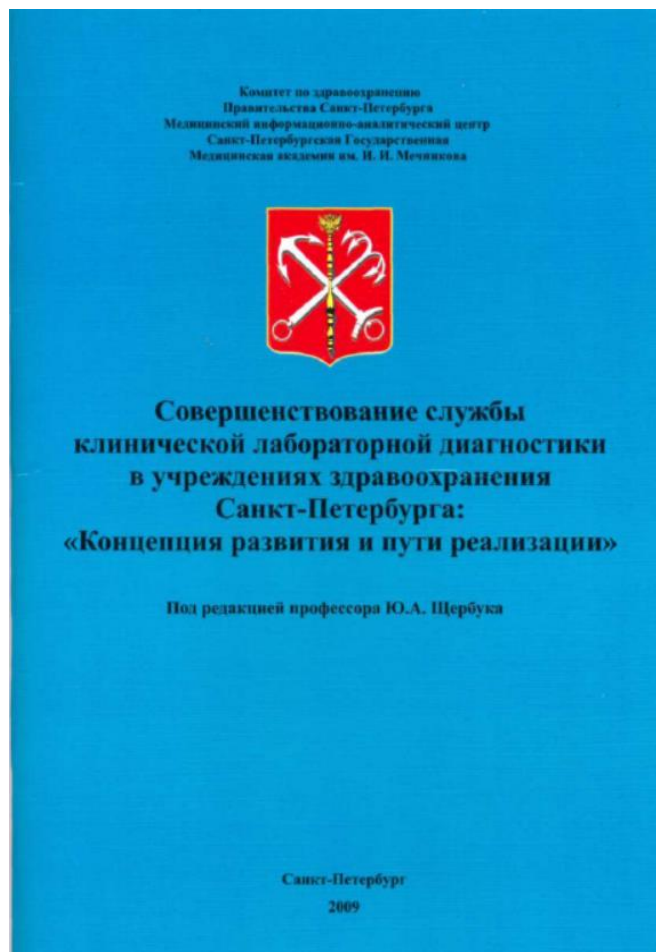 Комитет по здравоохранению
Правительства Санкт-Петербурга
Медицинский информационно-аналитический центр
Санкт-Петербургская Государственная
Медицинская академия им. И. И. Мечникова
Совершенствование службы
клинической лабораторной диагностики
в учреждениях здравоохранения
Санкт-Петербурга:
«Концепция развития и пути реализации»
Под редакцией профессора Ю.А. Щербука
Санкт-Петербург
2009